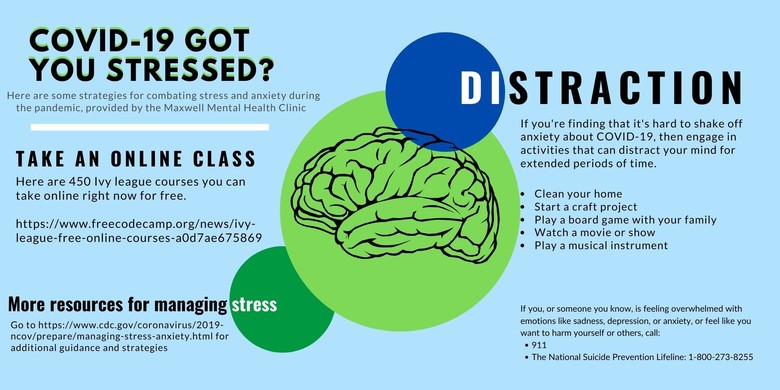 COVID-19 GOT
YOU STRESSED?
Here are some strategies for combating stress and anxiety during
the pandemic, provided by the Maxwell Mental Health Clinic
TAKE AN ONLINE CLASS
Here are 450 Ivy league courses you can
take online right now for free.
https://www.freecodecamp.org/news/ivy-
league-free-online-courses-a0d7ae675869
More resources for managing stress
Go to https://www.cdc.gov/coronavirus/2019-
ncov/prepare/managing-stress-anxiety.html for
additional guidance and strategies
DISTRACTION
If you're finding that it's hard to shake off
anxiety about COVID-19, then engage in
activities that can distract your mind for
extended periods of time.
• Clean your home
• Start a craft project
• Play a board game with your family
• Watch a movie or show
• Play a musical instrument
If you, or someone you know, is feeling overwhelmed with
emotions like sadness, depression, or anxiety, or feel like you
want to harm yourself or others, call:
• 911
• The National Suicide Prevention Lifeline: 1-800-273-8255